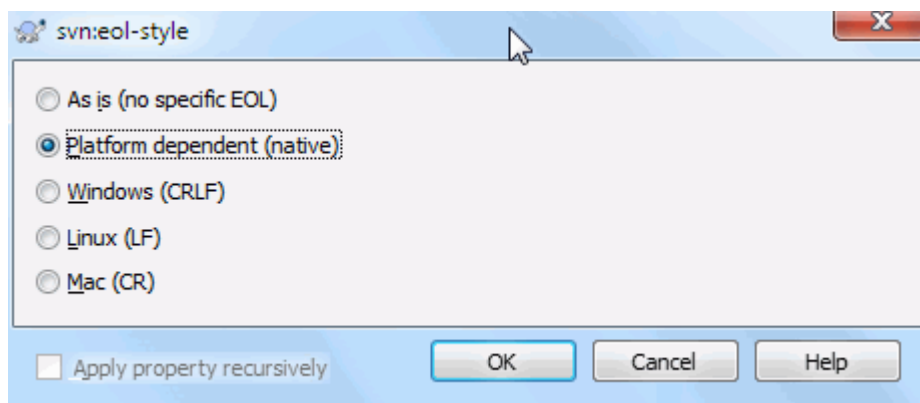 svn:eol-style
As is (no specific EOL)
Platform dependent (native)
Windows (CRLF)
Linux (LF)
Mac (CR)
Apply property recursively
OK
Cancel
Help